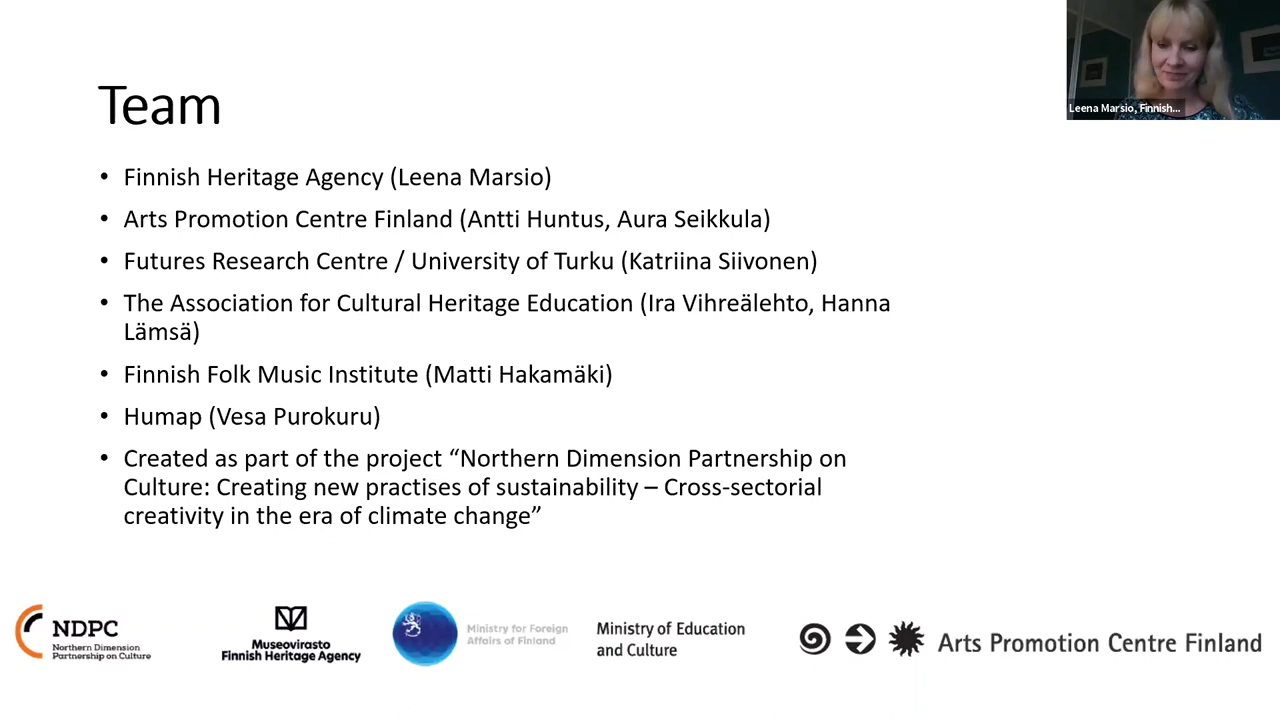 Team
Leena Marsio, Finnish...
• Finnish Heritage Agency (Leena Marsio)
• Arts Promotion Centre Finland (Antti Huntus, Aura Seikkula)
• Futures Research Centre / University of Turku (Katriina Siivonen)
• The Association for Cultural Heritage Education (Ira Vihreälehto, Hanna
Lämsä)
• Finnish Folk Music Institute (Matti Hakamäki)
• Humap (Vesa Purokuru)
• Created as part of the project “Northern Dimension Partnership on
Culture: Creating new practises of sustainability – Cross-sectorial
creativity in the era of climate change”
NDPC
Northern Dimension
Partnership on Culture
Museovirasto
Finnish Heritage Agency
Ministry for Foreign
Affairs of Finland
Ministry of Education
and Culture
Arts Promotion Centre Finland